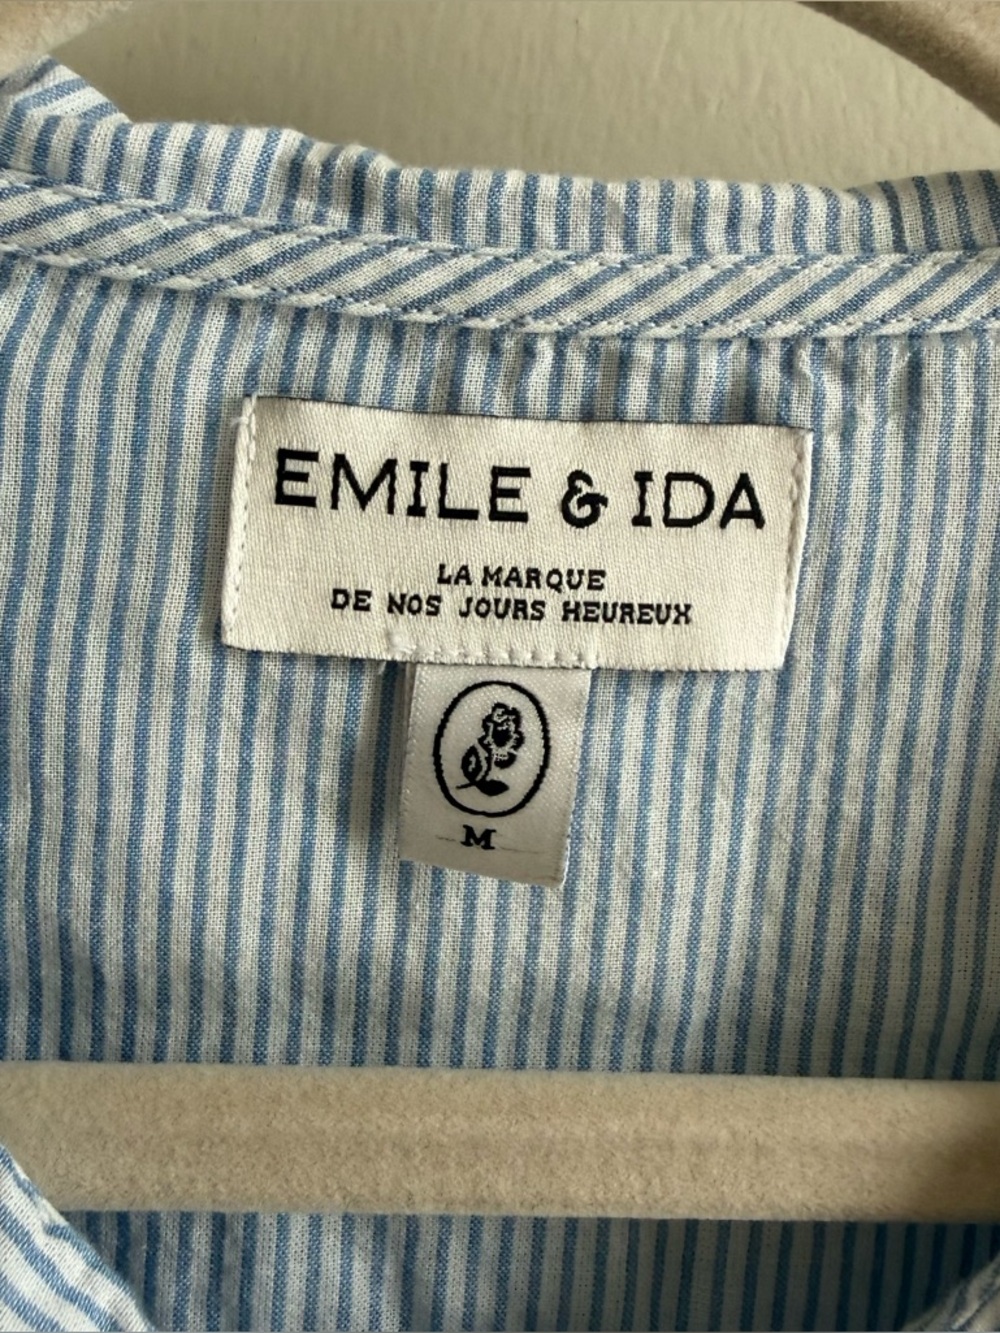 EMILE & IDA
LA MARQUE
DE NOS JOURS HEUREUX
M